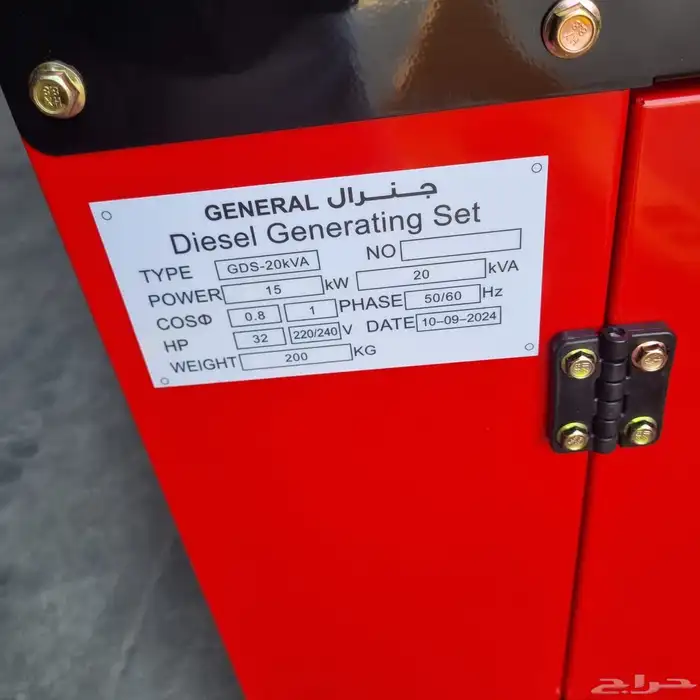 GENERAL جنرال
Diesel Generating Set
TYPE GDS-20kVA NO
POWER 15 kW 20 kVA
COSΦ 0.8 1 PHASE 50/60 Hz
HP 32 220/240 V DATE 10-09-2024
WEIGHT 200 KG
حراج